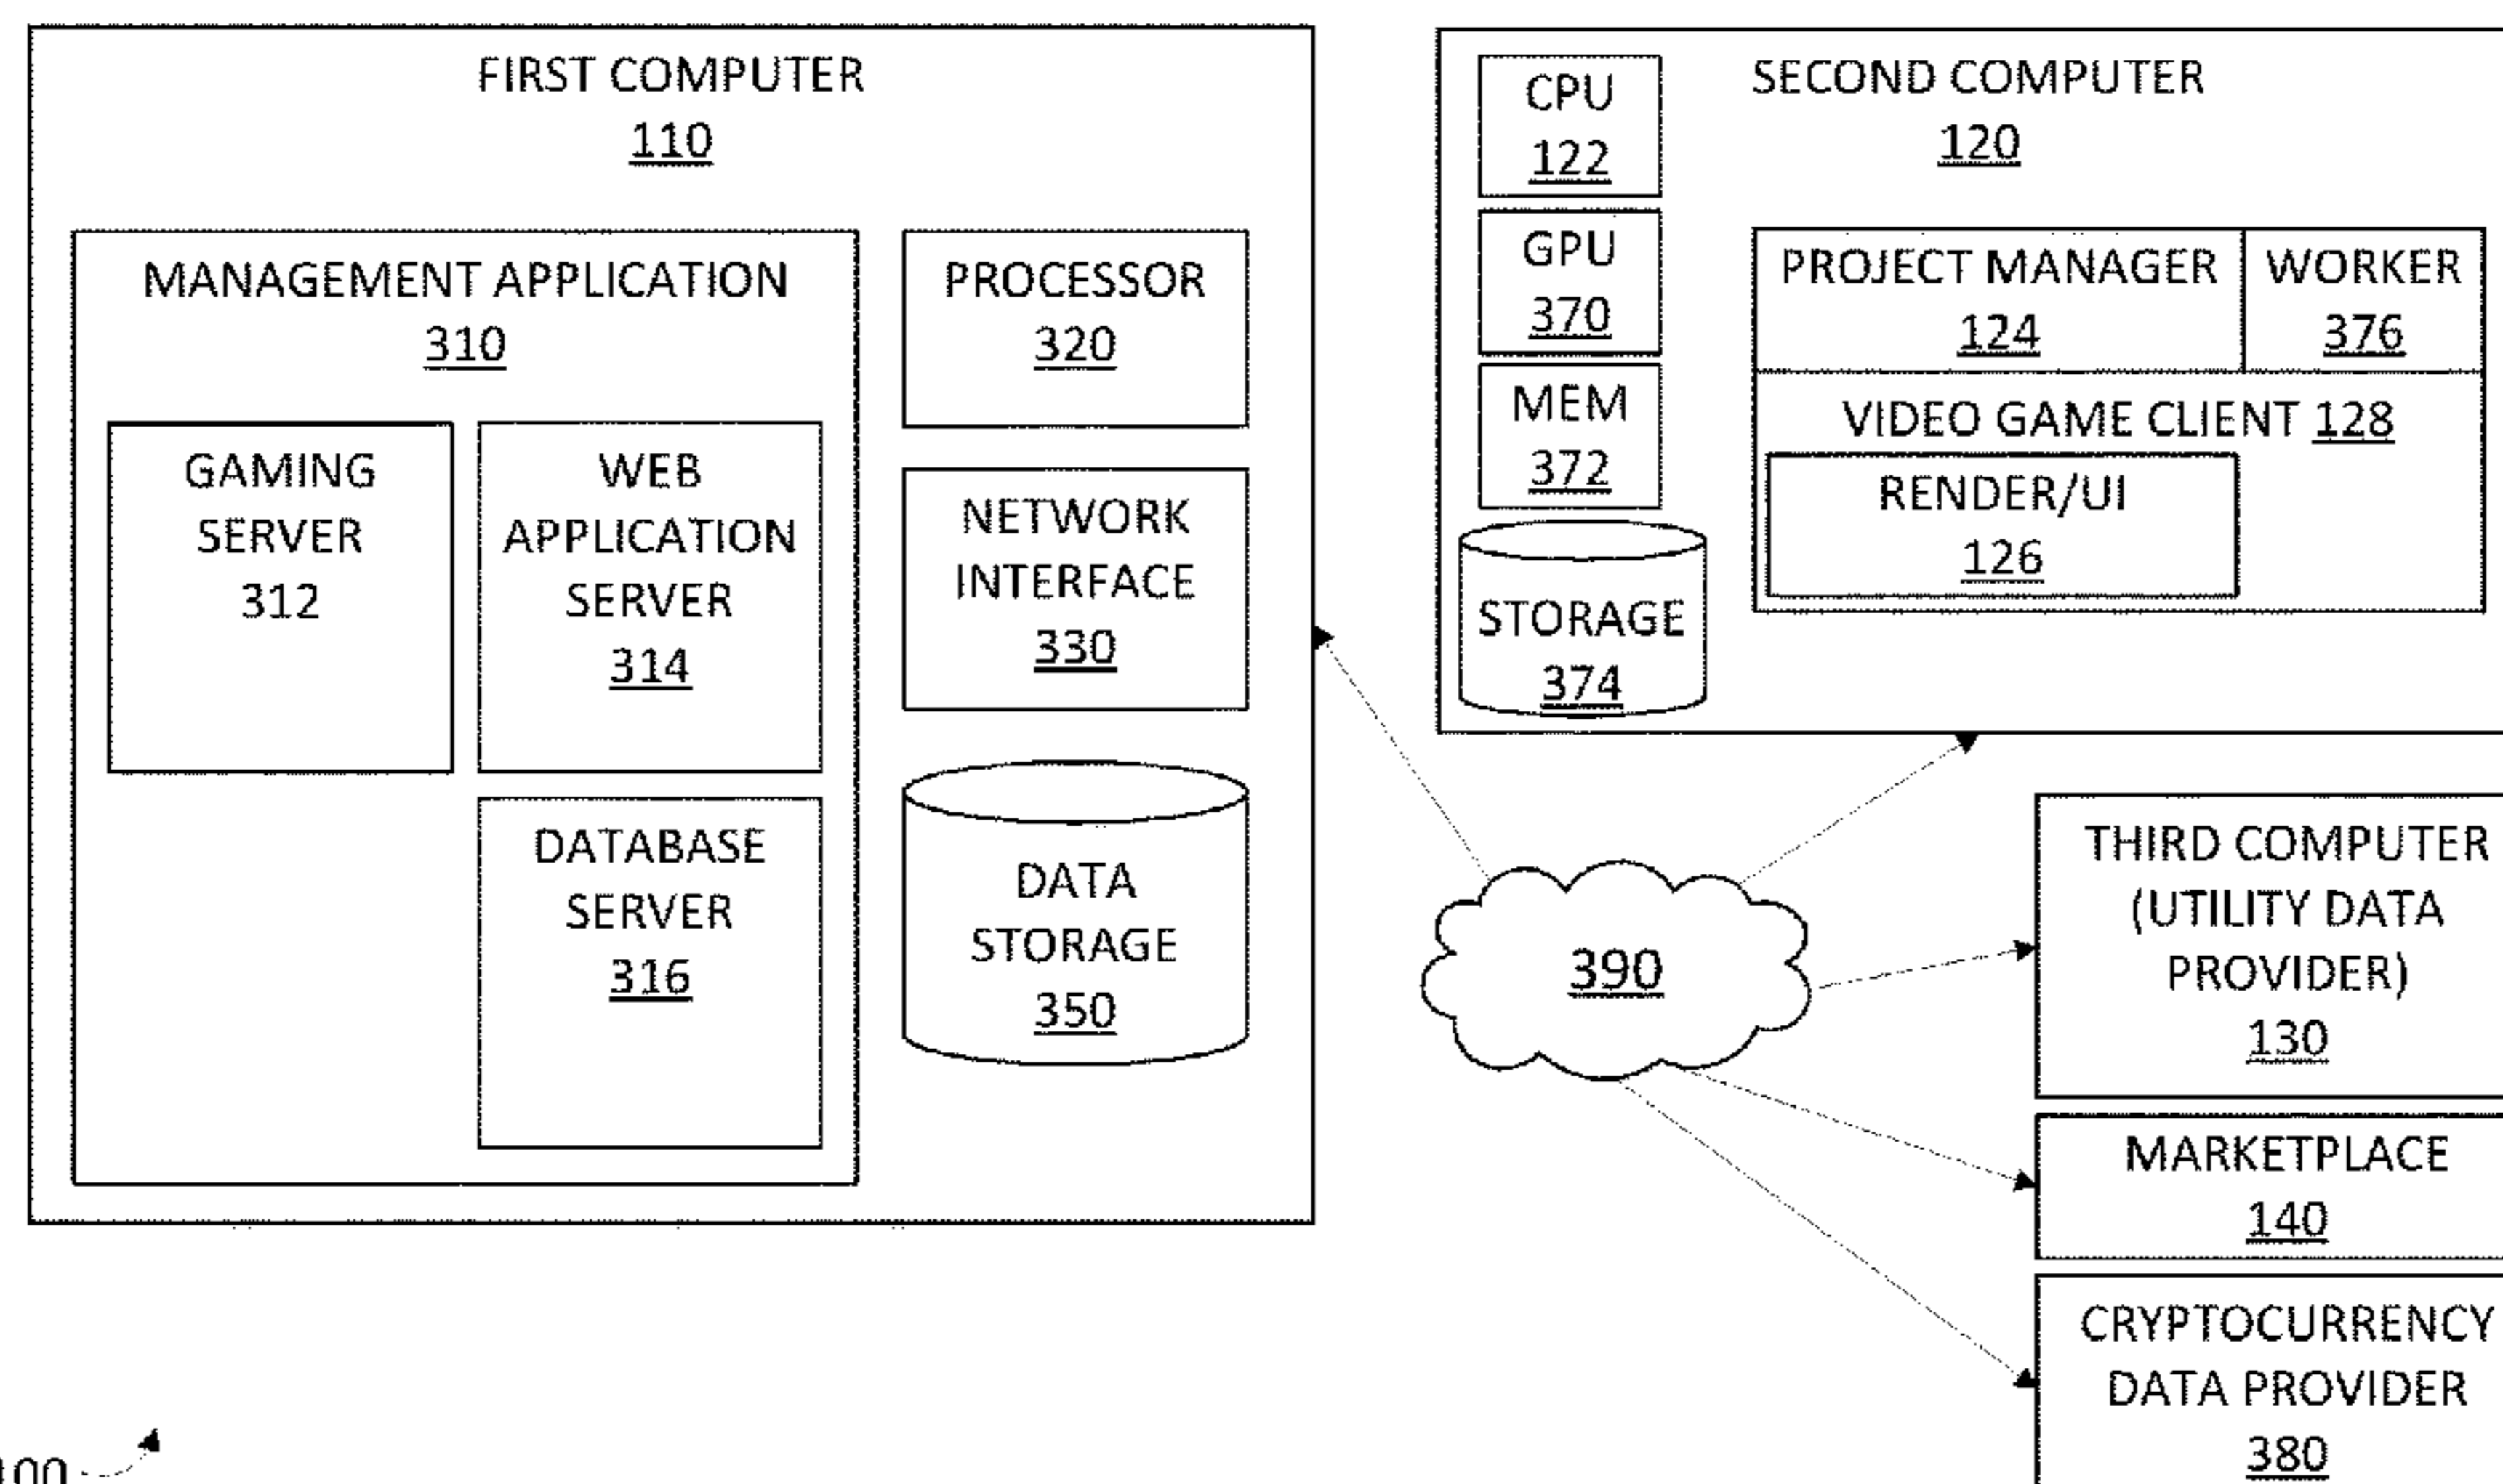 FIRST COMPUTER
110
MANAGEMENT APPLICATION
310
GAMING
SERVER
312
WEB
APPLICATION
SERVER
314
DATABASE
SERVER
316
PROCESSOR
320
NETWORK
INTERFACE
330
DATA
STORAGE
350
SECOND COMPUTER
120
CPU
122
GPU
370
MEM
372
STORAGE
374
PROJECT MANAGER
124
WORKER
376
VIDEO GAME CLIENT 128
RENDER/UI
126
390
THIRD COMPUTER
(UTILITY DATA
PROVIDER)
130
MARKETPLACE
140
CRYPTOCURRENCY
DATA PROVIDER
380